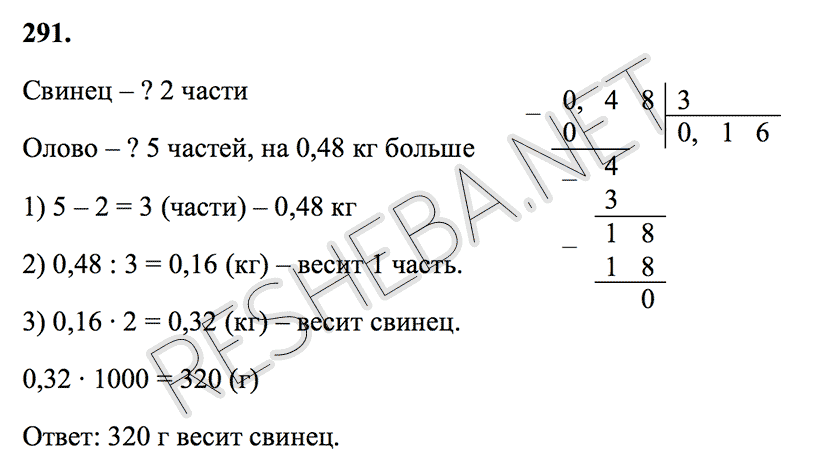 291.
Свинец – ? 2 части
Олово – ? 5 частей, на 0,48 кг больше
1) 5 – 2 = 3 (части) – 0,48 кг
2) 0,48 : 3 = 0,16 (кг) – весит 1 часть.
3) 0,16 · 2 = 0,32 (кг) – весит свинец.
0,32 · 1000 = 320 (г)
Ответ: 320 г весит свинец.
– 0, 4 8 3
0 0, 1 6
– 4
3
– 1 8
1 8
0
RESHEBA.NET